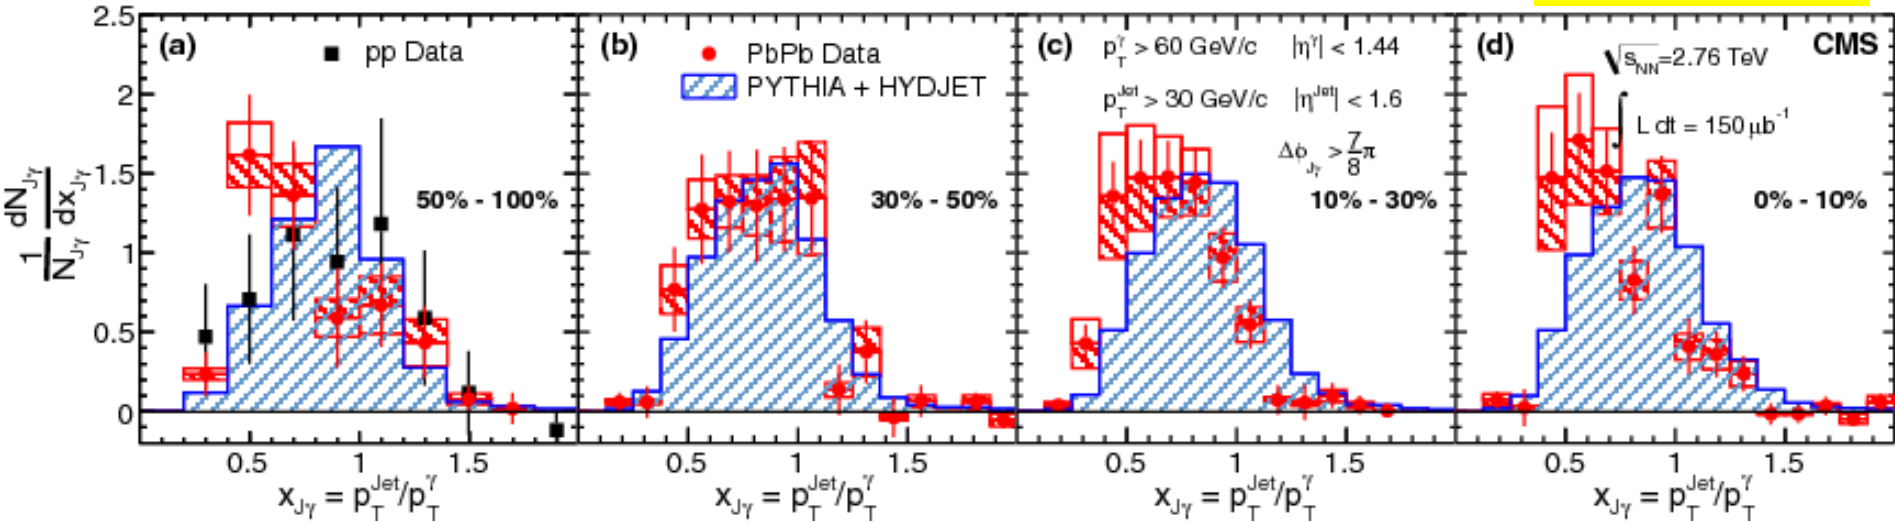 2.5
2
1.5
1
0.5
0
1/N_Jγ dN_Jγ/dx_Jγ
(a)
pp Data
50% - 100%
(b)
PbPb Data
PYTHIA + HYDJET
30% - 50%
(c)
p_T^γ > 60 GeV/c |η^γ| < 1.44
p_T^Jet > 30 GeV/c |η^Jet| < 1.6
Δϕ_Jγ > 7/8 π
10% - 30%
(d)
CMS
√s_NN=2.76 TeV
∫ L dt = 150 μb⁻¹
0% - 10%
0.5 1 1.5
0.5 1 1.5
0.5 1 1.5
0.5 1 1.5
x_Jγ = p_T^Jet/p_T^γ
x_Jγ = p_T^Jet/p_T^γ
x_Jγ = p_T^Jet/p_T^γ
x_Jγ = p_T^Jet/p_T^γ